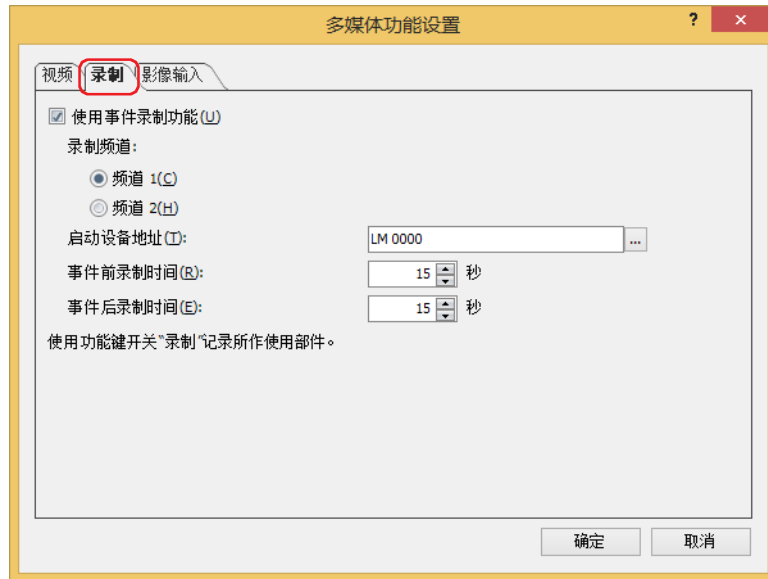 多媒体功能设置
? ×
视频 录制 影像输入
使用事件录制功能(U)
录制频道:
频道 1(C)
频道 2(H)
启动设备地址(T): LM 0000 ...
事件前录制时间(R): 15 秒
事件后录制时间(E): 15 秒
使用功能键开关“录制”记录所作使用部件。
确定 取消